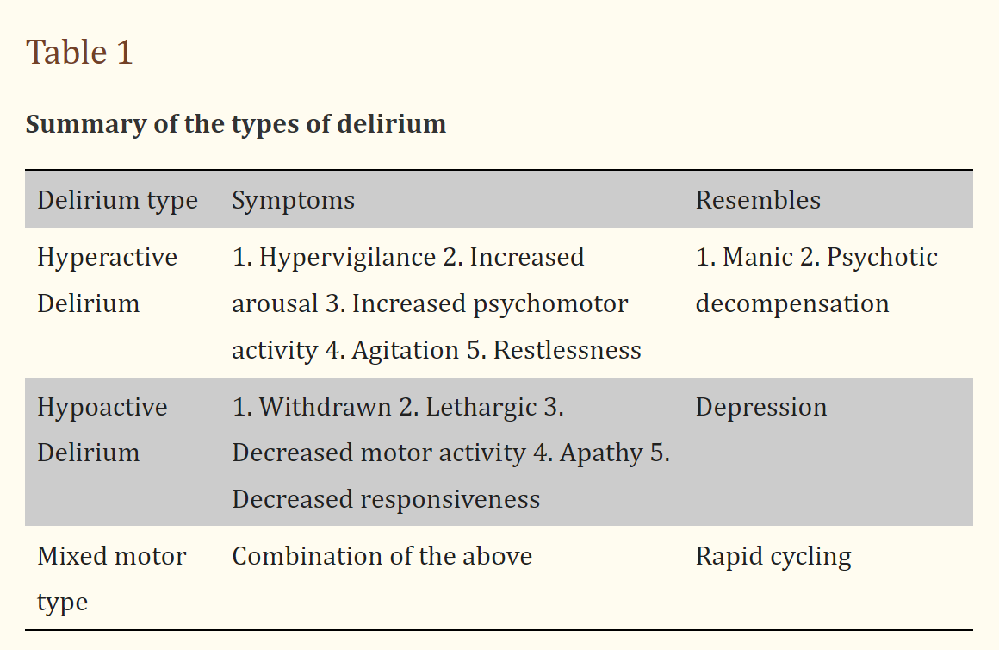 Table 1
Summary of the types of delirium
Delirium type Symptoms Resembles
Hyperactive 1. Hypervigilance 2. Increased 1. Manic 2. Psychotic
Delirium arousal 3. Increased psychomotor decompensation
activity 4. Agitation 5. Restlessness
Hypoactive 1. Withdrawn 2. Lethargic 3. Depression
Delirium Decreased motor activity 4. Apathy 5.
Decreased responsiveness
Mixed motor Combination of the above Rapid cycling
type